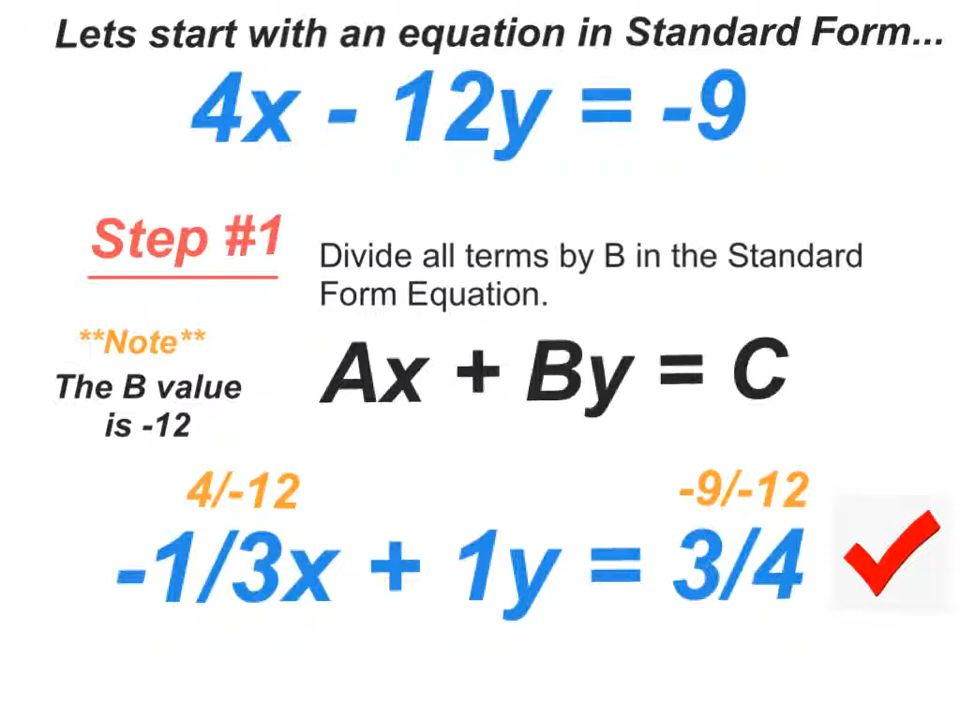 Lets start with an equation in Standard Form...
4x - 12y = -9
Step #1
Divide all terms by B in the Standard
Form Equation.
**Note**
The B value
is -12
Ax + By = C
4/-12
-9/-12
-1/3x + 1y = 3/4